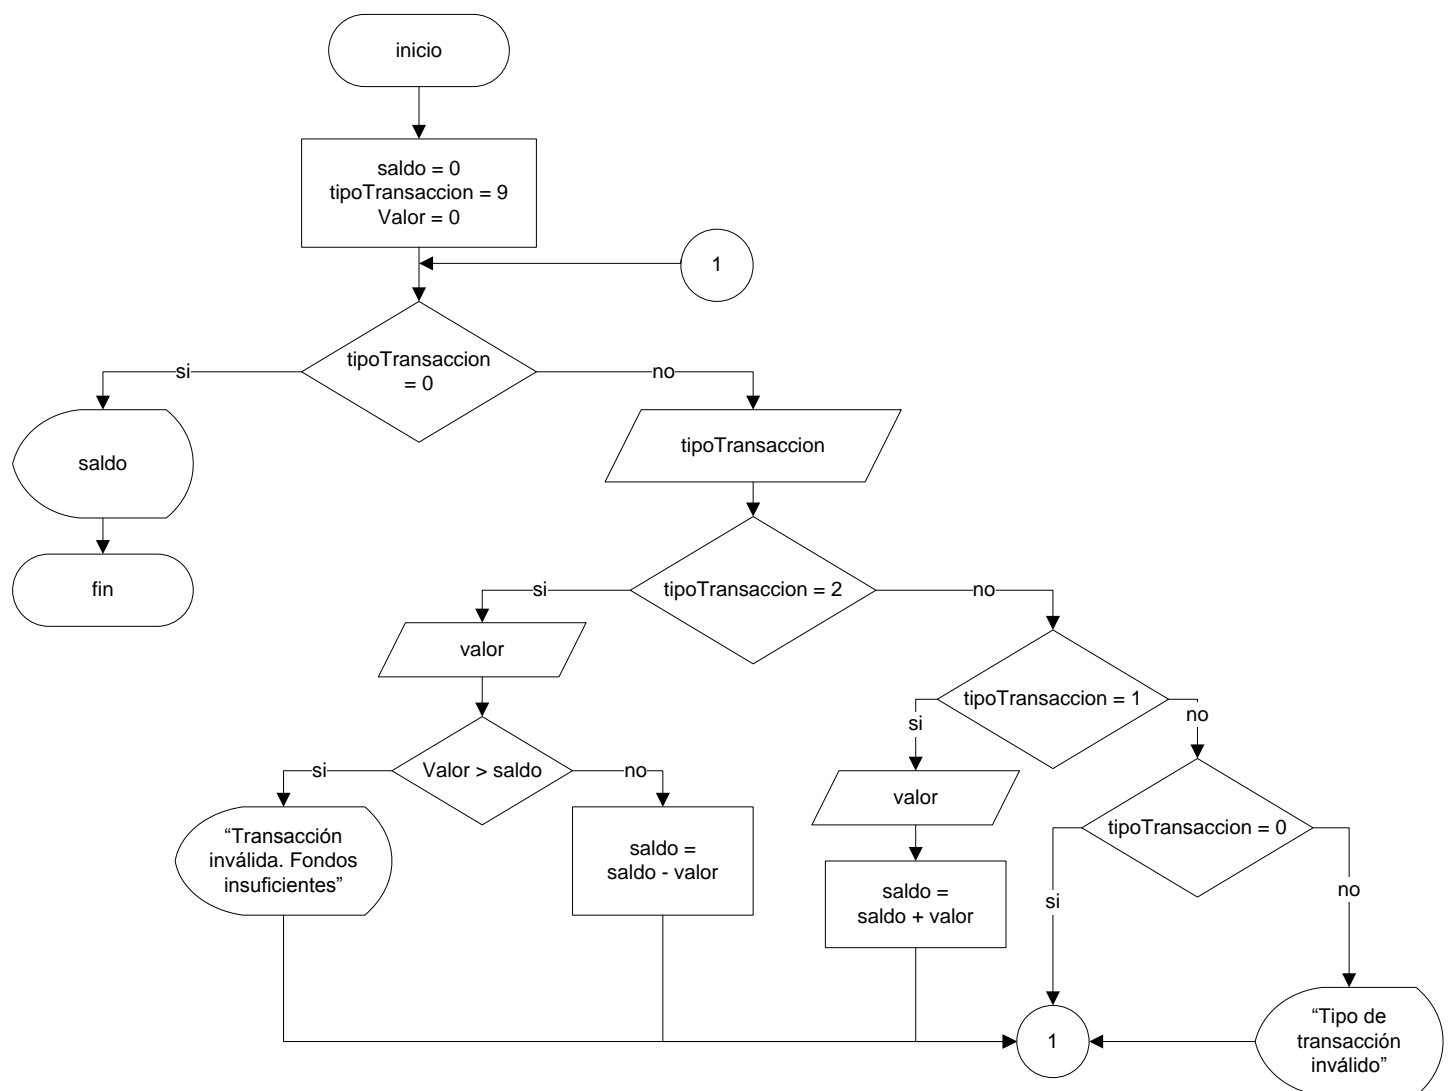 inicio
saldo = 0
tipoTransaccion = 9
Valor = 0
1
tipoTransaccion
= 0
si
no
saldo
tipoTransaccion
fin
tipoTransaccion = 2
si
no
valor
tipoTransaccion = 1
si
no
Valor > saldo
si
no
valor
tipoTransaccion = 0
“Transacción
inválida. Fondos
insuficientes”
saldo =
saldo - valor
saldo =
saldo + valor
si
no
1
“Tipo de
transacción
inválido”